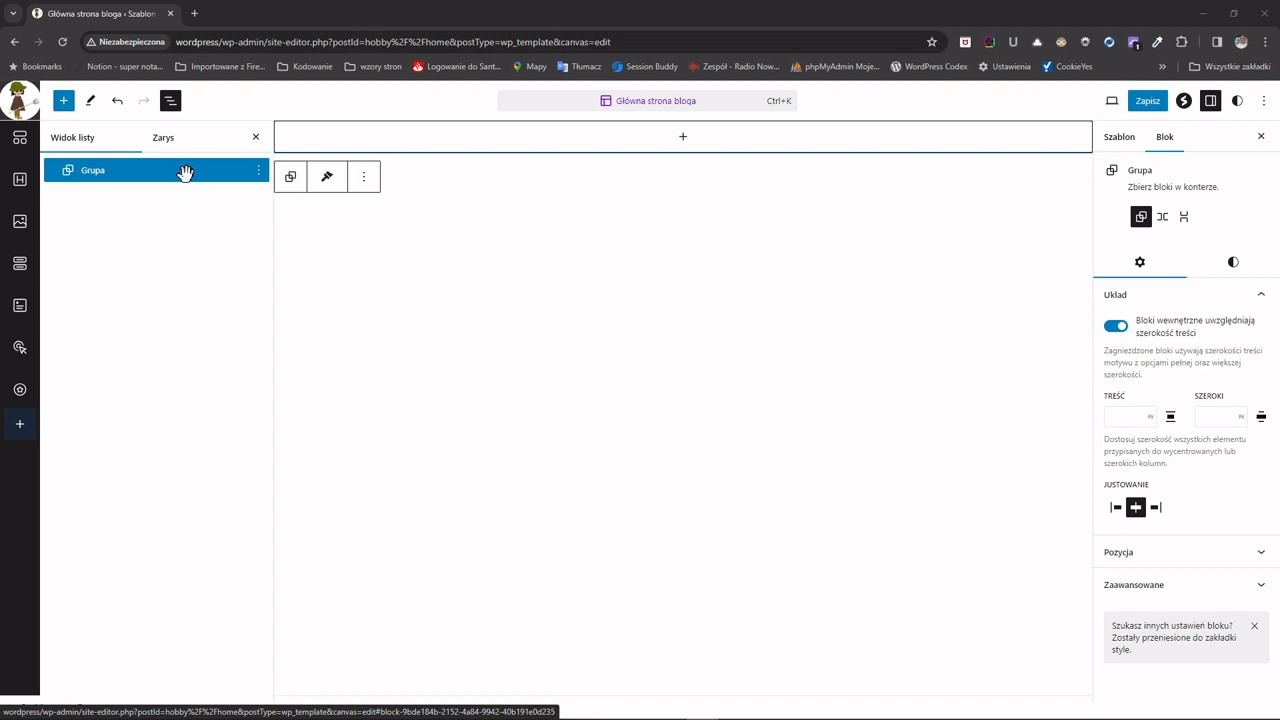 Główna strona bloga ‹ Szablon
Niezabezpieczona
wordpress/wp-admin/site-editor.php?postId=hobby%2F%2Fhome&postType=wp_template&canvas=edit
Bookmarks
Notion - super nota...
Importowane z Fire...
Kodowanie
wzory stron
Logowanie do Sant...
Mapy
Tłumacz
Session Buddy
Zespół - Radio Now...
phpMyAdmin Moje...
WordPress Codex
Ustawienia
CookieYes
Wszystkie zakładki
Główna strona bloga
Ctrl+K
Zapisz
Widok listy
Zarys
Szablon
Blok
Grupa
Grupa
Zbierz bloki w konterze.
Układ
Bloki wewnętrzne uwzględniają
szerokość treści
Zagnieżdżone bloki używają szerokości treści
motywu z opcjami pełnej oraz większej
szerokości.
TREŚĆ
SZEROKI
PX
PX
Dostosuj szerokość wszystkich elementu
przypisanych do wycentrowanych lub
szerokich kolumn.
JUSTOWANIE
Pozycja
Zaawansowane
Szukasz innych ustawień bloku?
Zostały przeniesione do zakładki
style.
wordpress/wp-admin/site-editor.php?postId=hobby%2F%2Fhome&postType=wp_template&canvas=edit#block-9bde184b-2152-4a84-9942-40b191e0d235